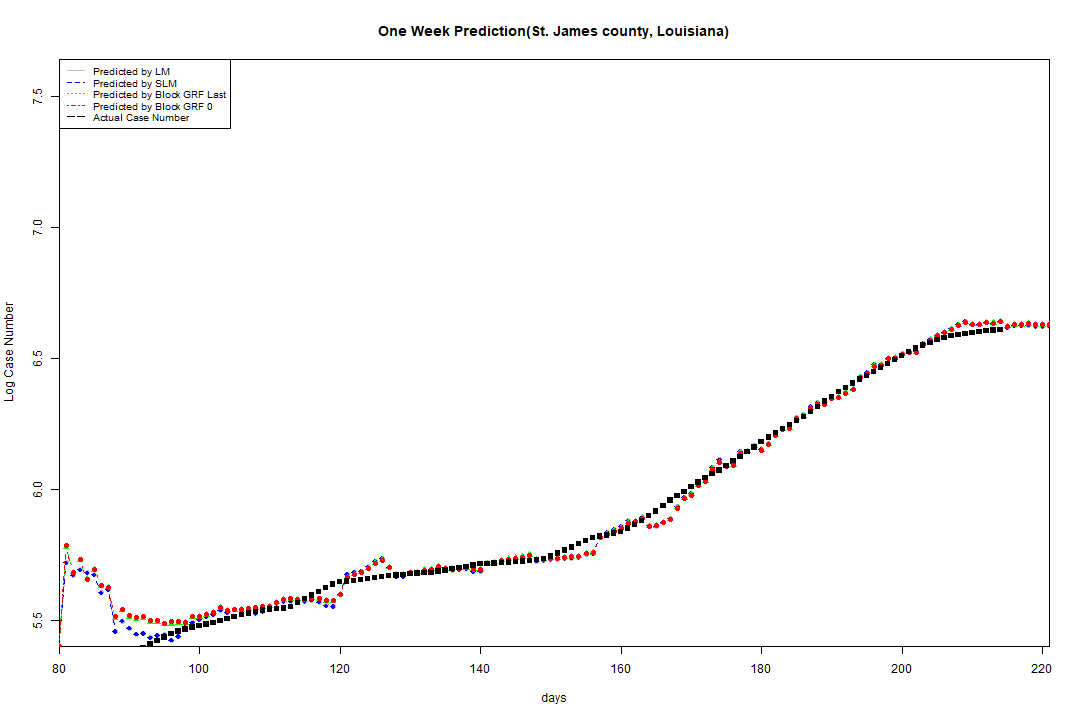 One Week Prediction(St. James county, Louisiana)
Predicted by LM
Predicted by SLM
Predicted by Block GRF Last
Predicted by Block GRF 0
Actual Case Number
7.5
7.0
6.5
6.0
5.5
Log Case Number
80 100 120 140 160 180 200 220
days